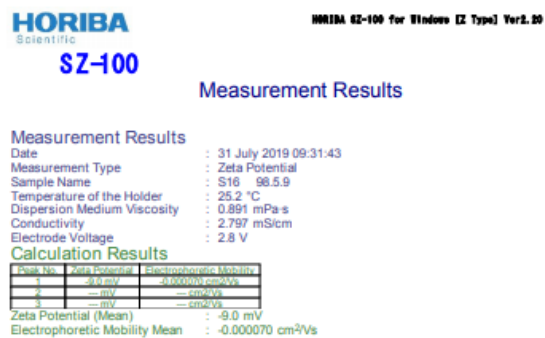 HORIBA
Scientific
HORIBA SZ-100 for Windows [Z Type] Ver2.20
SZ-100
Measurement Results
Measurement Results
Date : 31 July 2019 09:31:43
Measurement Type : Zeta Potential
Sample Name : S16 98.5.9
Temperature of the Holder : 25.2 °C
Dispersion Medium Viscosity : 0.891 mPa·s
Conductivity : 2.797 mS/cm
Electrode Voltage : 2.8 V
Calculation Results
Peak No. Zeta Potential Electrophoretic Mobility
1 -9.0 mV -0.000070 cm2/Vs
2 --- mV --- cm2/Vs
3 --- mV --- cm2/Vs
Zeta Potential (Mean) : -9.0 mV
Electrophoretic Mobility Mean : -0.000070 cm²/Vs